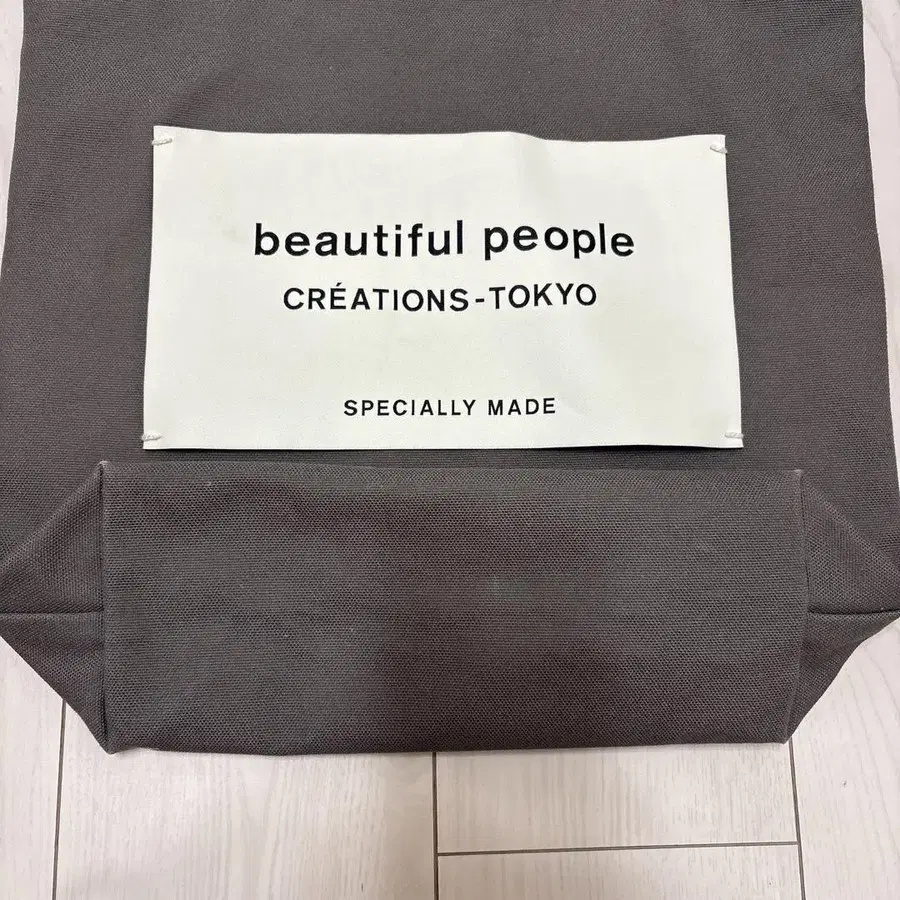 beautiful people
CRÉATIONS-TOKYO
SPECIALLY MADE